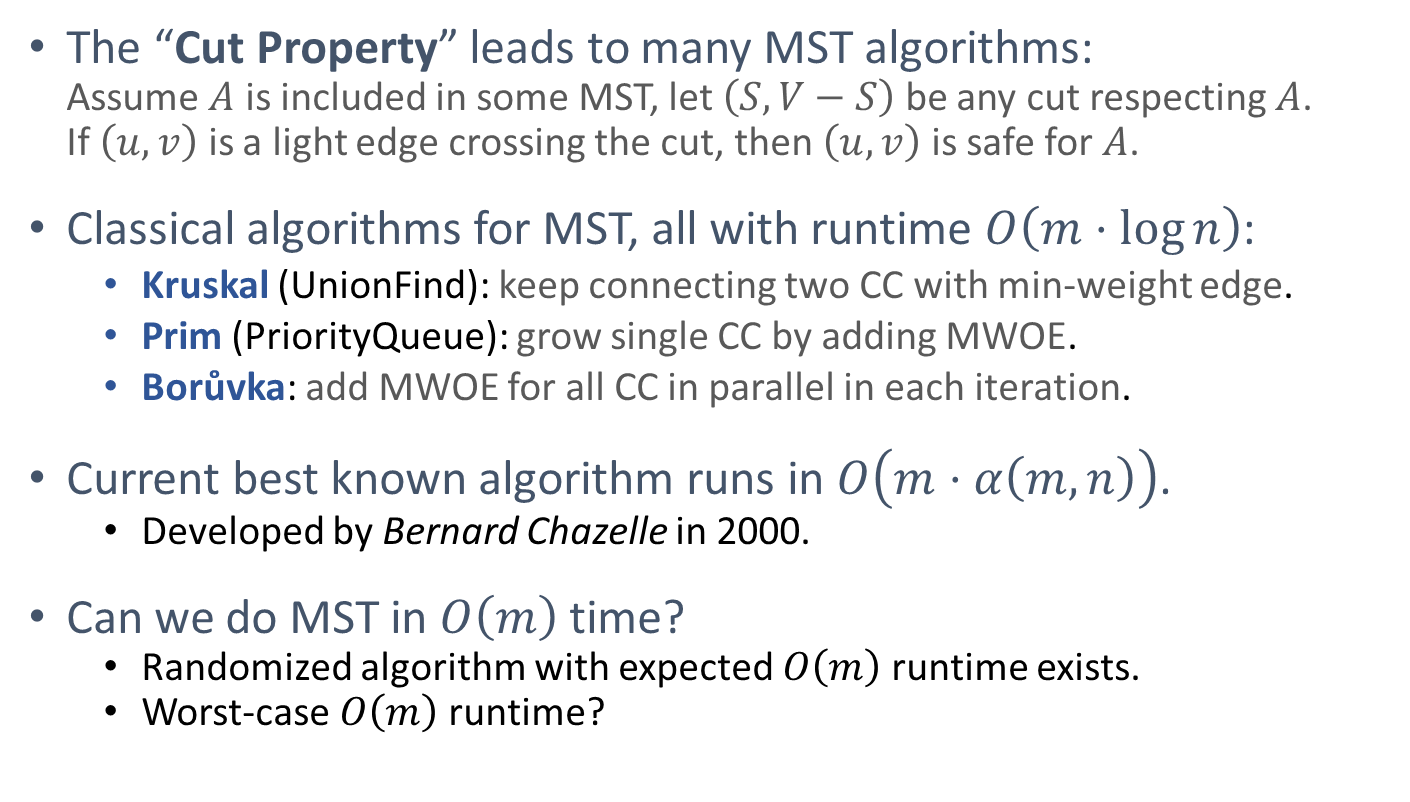 • The “Cut Property” leads to many MST algorithms:
Assume 𝐴 is included in some MST, let (𝑆, 𝑉 − 𝑆) be any cut respecting 𝐴.
If (𝑢, 𝑣) is a light edge crossing the cut, then (𝑢, 𝑣) is safe for 𝐴.
• Classical algorithms for MST, all with runtime 𝑂(𝑚 · log 𝑛):
• Kruskal (UnionFind): keep connecting two CC with min-weight edge.
• Prim (PriorityQueue): grow single CC by adding MWOE.
• Borůvka: add MWOE for all CC in parallel in each iteration.
• Current best known algorithm runs in 𝑂(𝑚 · 𝛼(𝑚, 𝑛)).
• Developed by Bernard Chazelle in 2000.
• Can we do MST in 𝑂(𝑚) time?
• Randomized algorithm with expected 𝑂(𝑚) runtime exists.
• Worst-case 𝑂(𝑚) runtime?